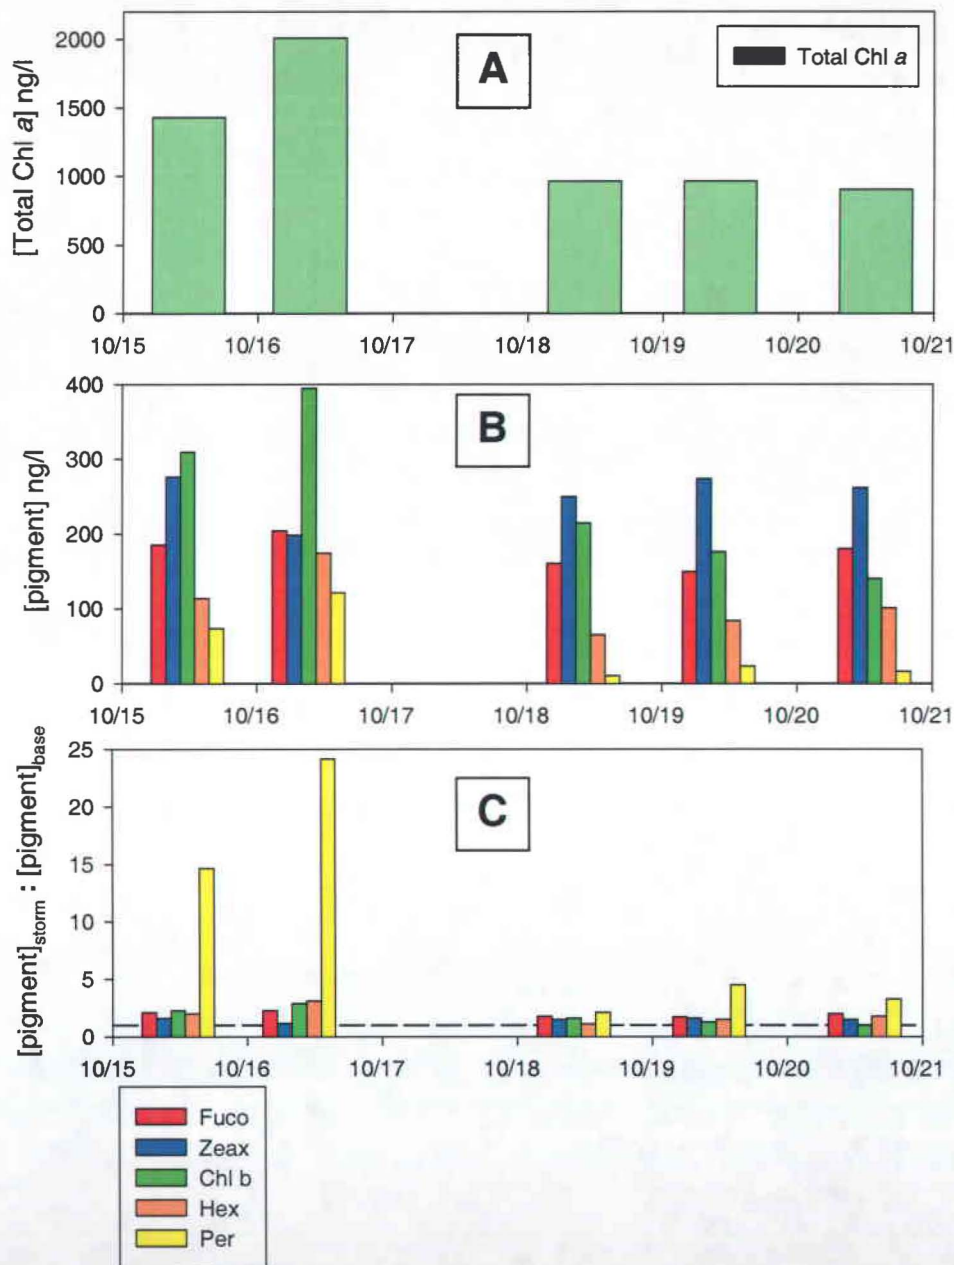 [Total Chl a] ng/l
2000
1500
1000
500
0
A
Total Chl a
10/15 10/16 10/17 10/18 10/19 10/20 10/21
[pigment] ng/l
400
300
200
100
0
B
10/15 10/16 10/17 10/18 10/19 10/20 10/21
[pigment]storm : [pigment]base
25
20
15
10
5
0
C
10/15 10/16 10/17 10/18 10/19 10/20 10/21
Fuco
Zeax
Chl b
Hex
Per